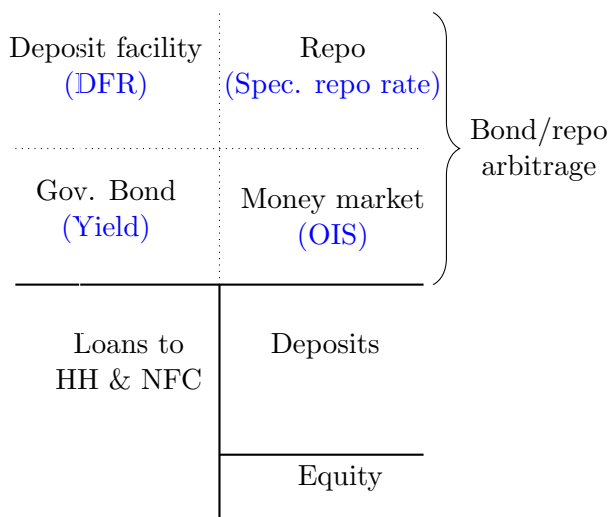 Deposit facility
(DFR)
Repo
(Spec. repo rate)
Bond/repo
arbitrage
Gov. Bond
(Yield)
Money market
(OIS)
Loans to
HH & NFC
Deposits
Equity